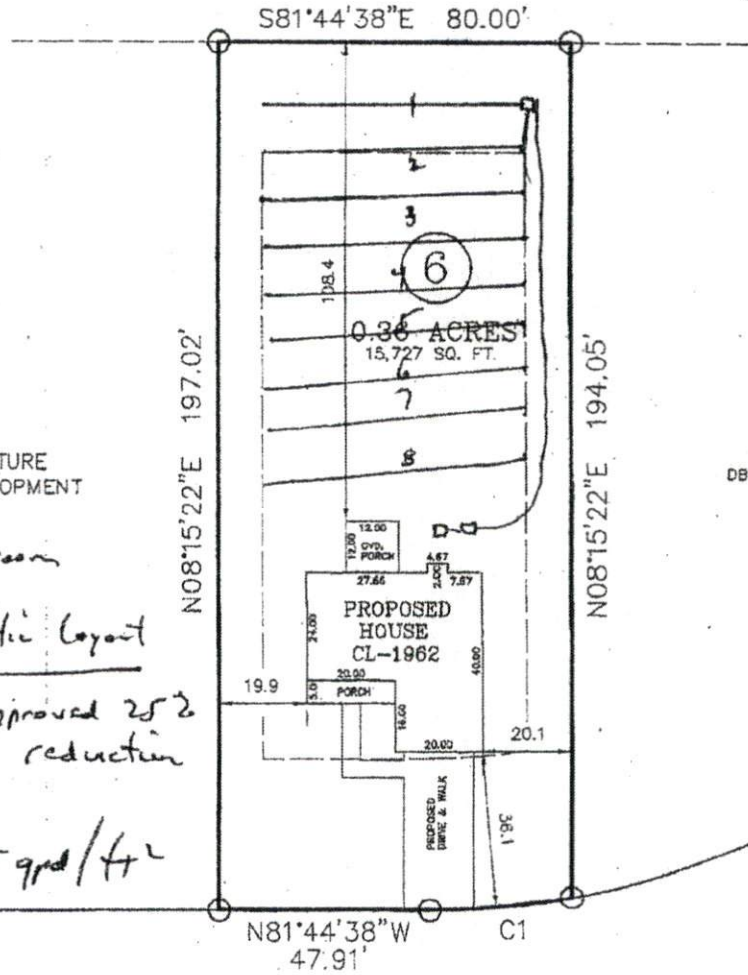 S81°44'38"E 80.00'
1
2
3
108.4
6
0.36 ACRES
15,727 SQ. FT.
6
7
8
N08°15'22"E 197.02'
N08°15'22"E 194.05'
TURE
OPMENT
DB
layout
pproved 25%
reduction
gpd/ft²
12.00
12.00
CVD.
PORCH
4.67
2.00
27.66
7.67
PROPOSED
HOUSE
CL-1962
24.00
40.00
20.00
5.0
PORCH
16.00
20.00
19.9
20.1
PROPOSED
DRIVE & WALK
36.1
N81°44'38"W
47.91'
C1